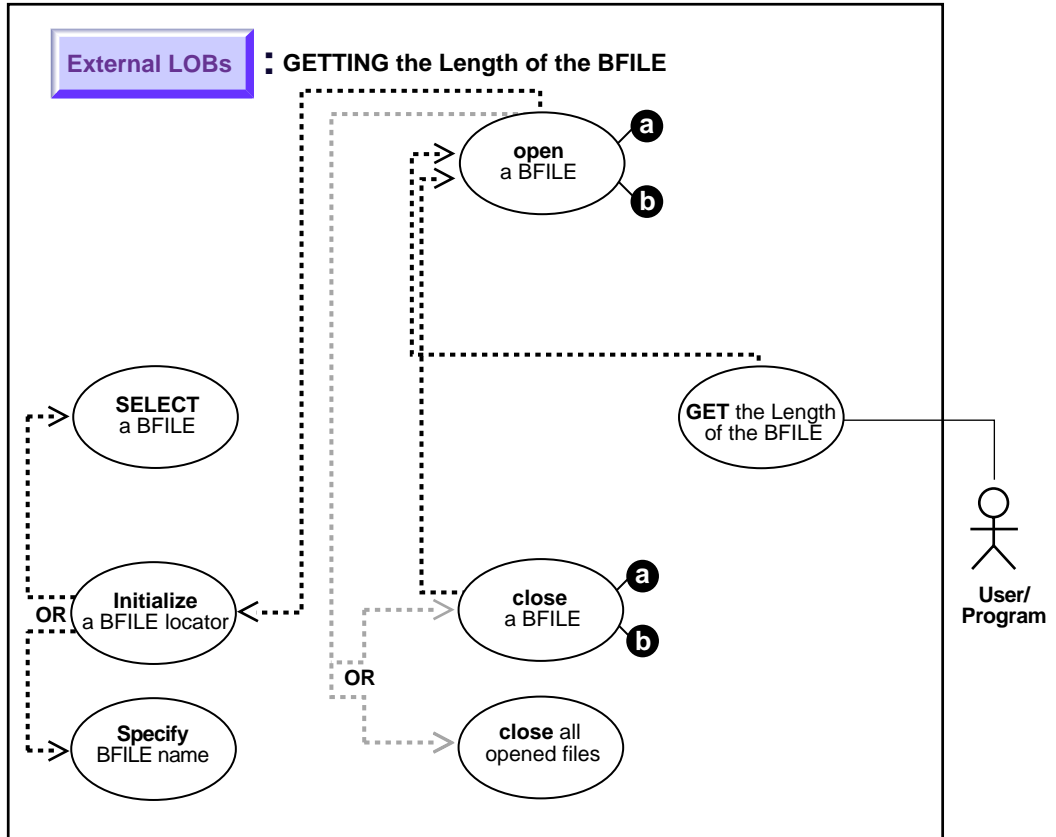 External LOBs : GETTING the Length of the BFILE
a
open
a BFILE
b
SELECT
a BFILE
GET the Length
of the BFILE
a
Initialize
a BFILE locator
OR
close
a BFILE
b
User/
Program
OR
Specify
BFILE name
close all
opened files